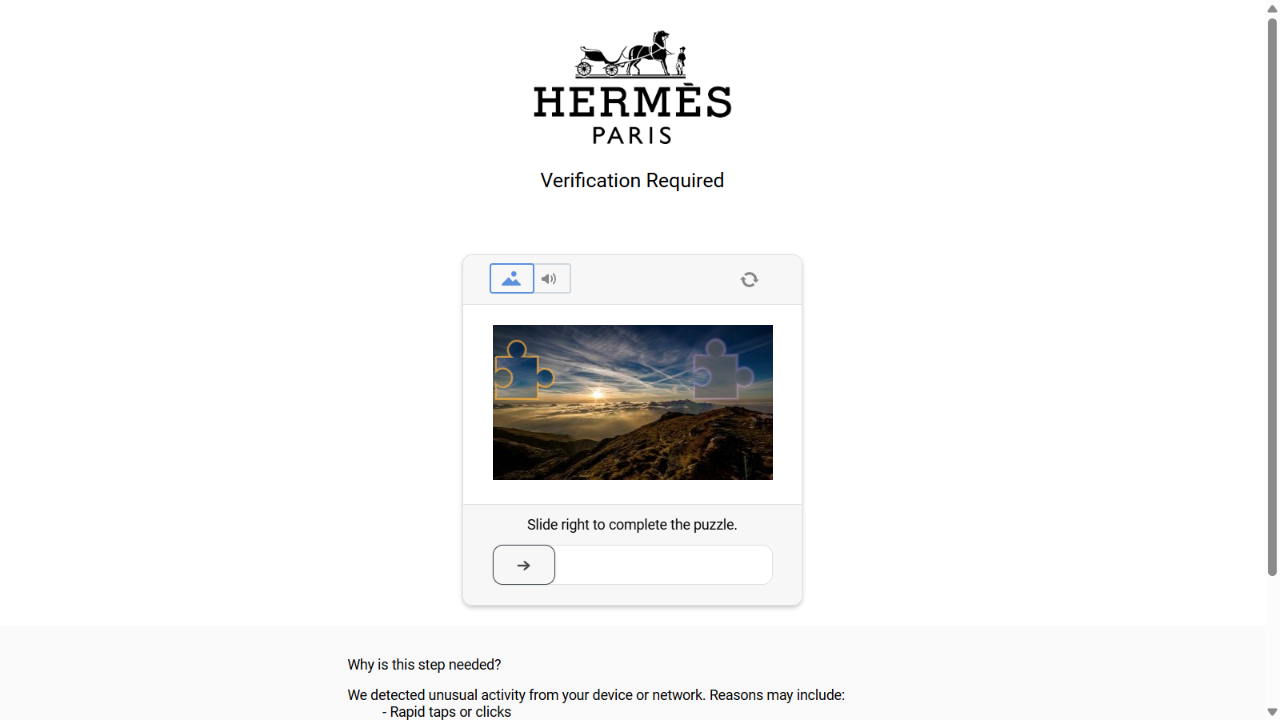 HERMÈS
PARIS
Verification Required
Slide right to complete the puzzle.
Why is this step needed?
We detected unusual activity from your device or network. Reasons may include:
- Rapid taps or clicks